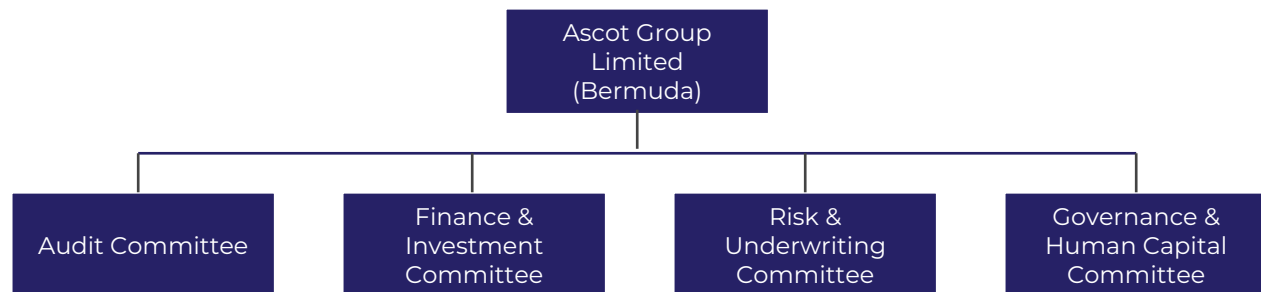 Ascot Group
Limited
(Bermuda)
Audit Committee
Finance &
Investment
Committee
Risk &
Underwriting
Committee
Governance &
Human Capital
Committee